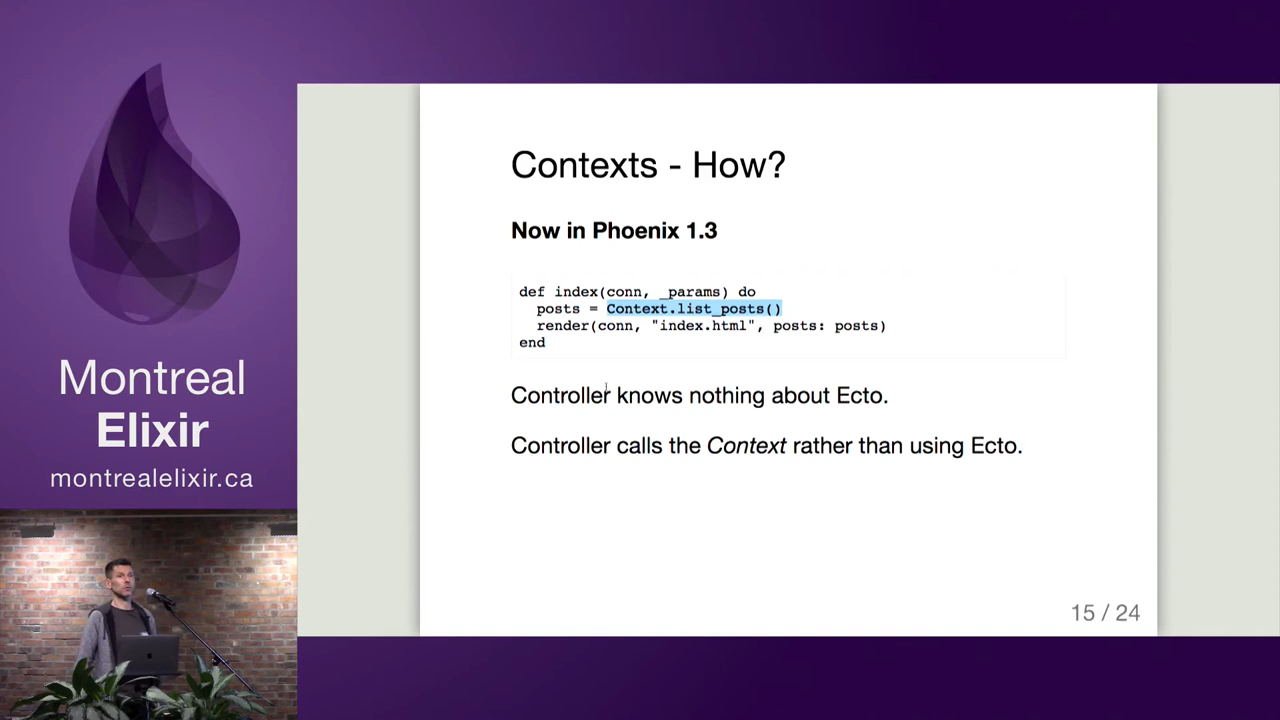 Montreal
Elixir
montrealelixir.ca
Contexts - How?
Now in Phoenix 1.3
def index(conn, _params) do
  posts = Context.list_posts()
  render(conn, "index.html", posts: posts)
end
Controller knows nothing about Ecto.
Controller calls the Context rather than using Ecto.
15 / 24